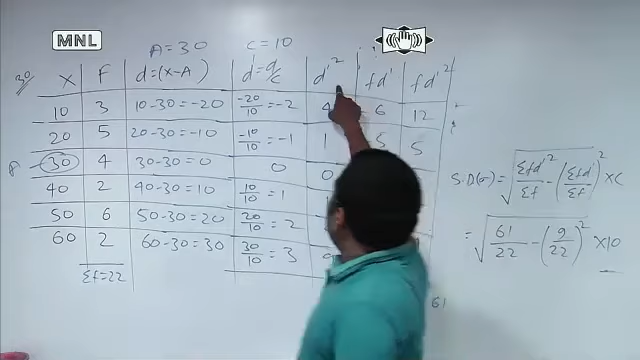 MNL
A = 30 C = 10
30 X F d = (x - A) d = d/c d'² fd' fd'²
10 3 10-30 = -20 -20/10 = -2 4 6 12
20 5 20-30 = -10 -10/10 = -1 1 5 5
30 4 30-30 = 0 0 0
40 2 40-30 = 10 10/10 = 1
50 6 50-30 = 20 20/10 = 2
60 2 60-30 = 30 30/10 = 3 9
Σf = 22
61
S.D(σ) = √(Σfd'²/Σf - (Σfd'/Σf)²) × C
= √(61/22 - (9/22)²) × 10